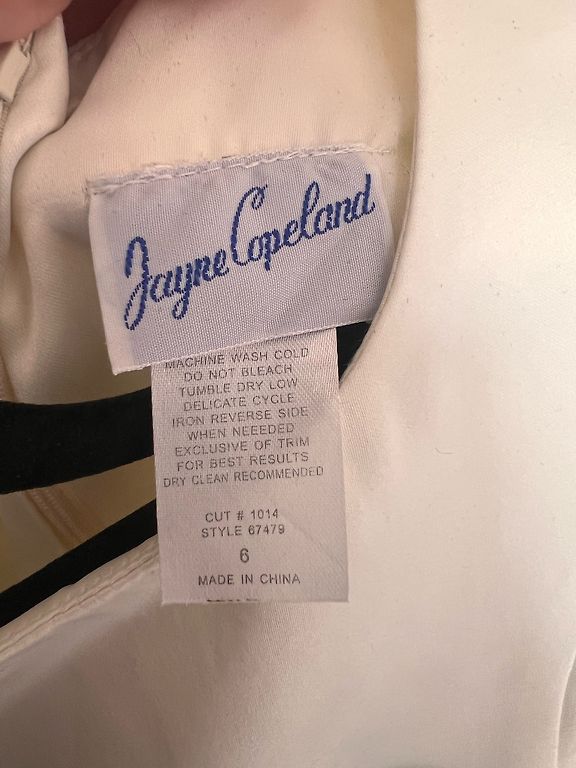 Jayne Copeland
MACHINE WASH COLD
DO NOT BLEACH
TUMBLE DRY LOW
DELICATE CYCLE
IRON REVERSE SIDE
WHEN NEEEDED
EXCLUSIVE OF TRIM
FOR BEST RESULTS
DRY CLEAN RECOMMENDED
CUT # 1014
STYLE 67479
6
MADE IN CHINA